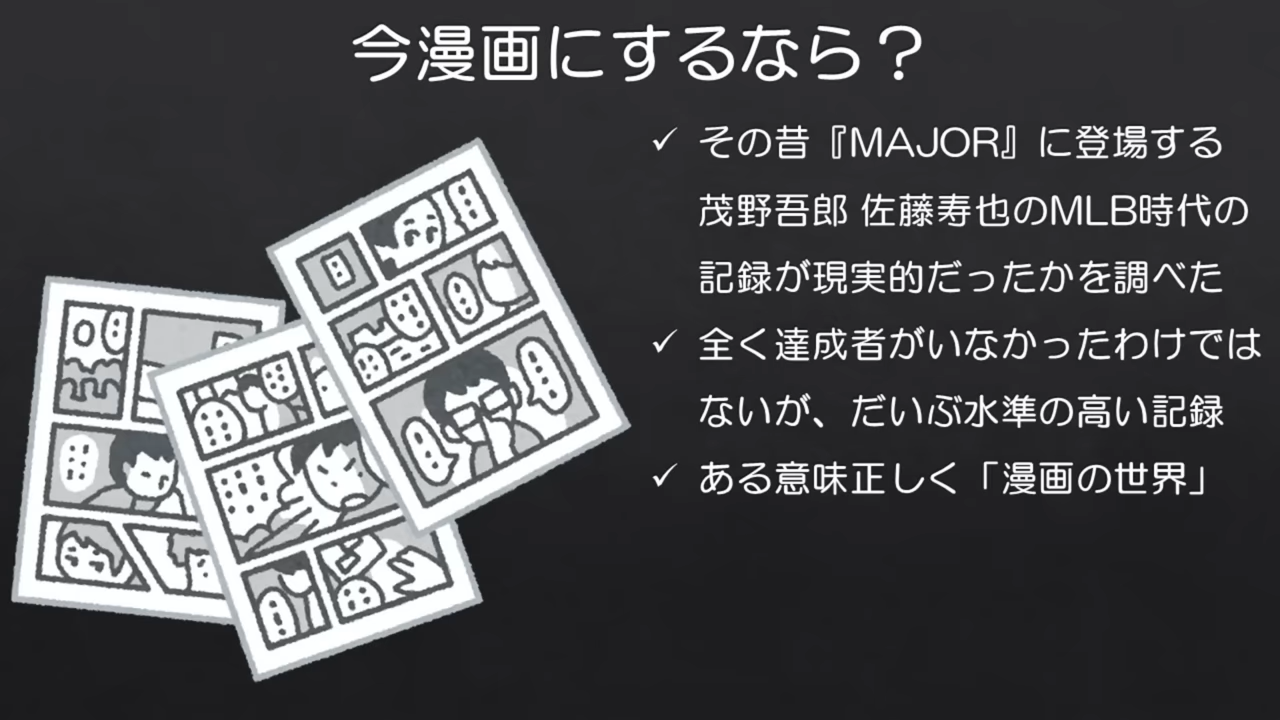 今漫画にするなら？
✓ その昔『MAJOR』に登場する
茂野吾郎 佐藤寿也のMLB時代の
記録が現実的だったかを調べた
✓ 全く達成者がいなかったわけでは
ないが、だいぶ水準の高い記録
✓ ある意味正しく「漫画の世界」